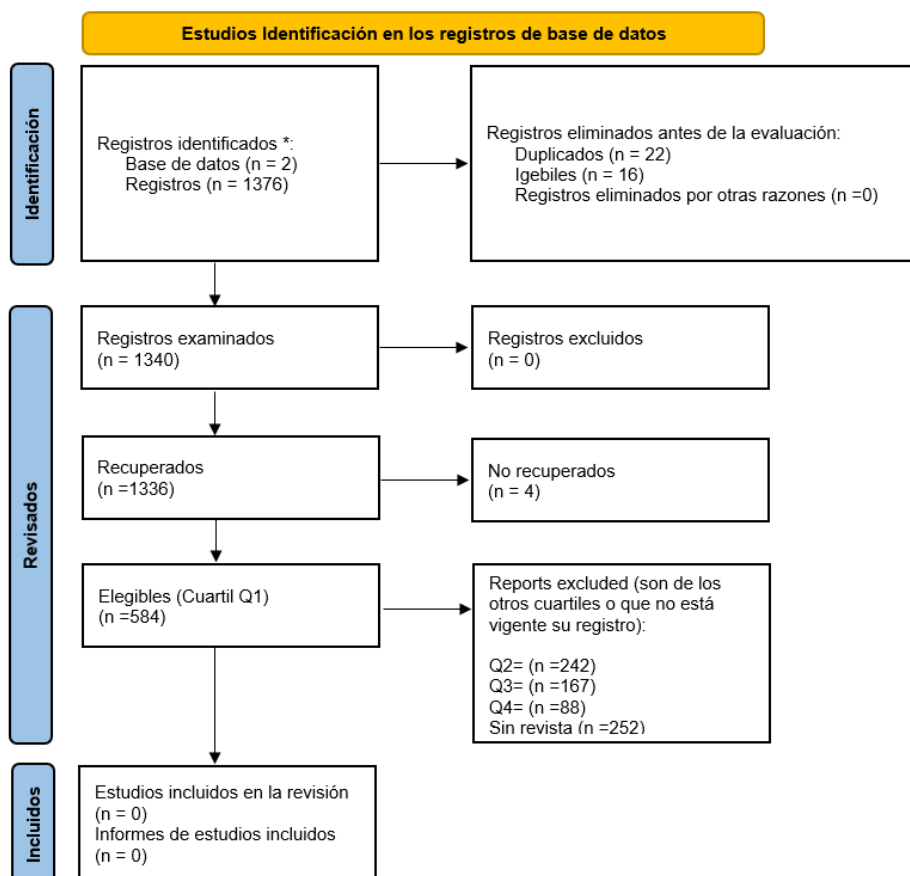 Estudios Identificación en los registros de base de datos
Identificación
Registros identificados *:
Base de datos (n = 2)
Registros (n = 1376)
Registros eliminados antes de la evaluación:
Duplicados (n = 22)
Igebiles (n = 16)
Registros eliminados por otras razones (n =0)
Revisados
Registros examinados
(n = 1340)
Registros excluidos
(n = 0)
Recuperados
(n =1336)
No recuperados
(n = 4)
Elegibles (Cuartil Q1)
(n =584)
Reports excluded (son de los
otros cuartiles o que no está
vigente su registro):
Q2= (n =242)
Q3= (n =167)
Q4= (n =88)
Sin revista (n =252)
Incluidos
Estudios incluidos en la revisión
(n = 0)
Informes de estudios incluidos
(n = 0)